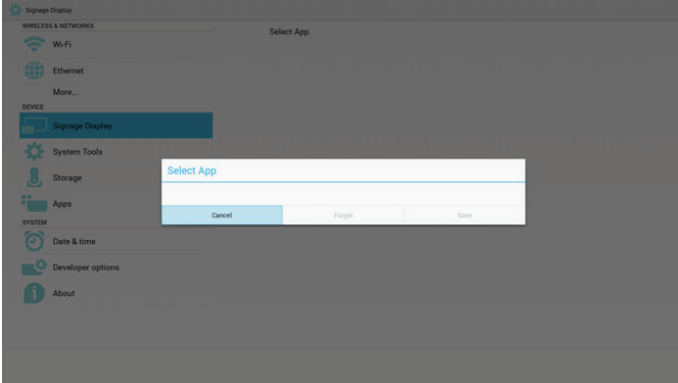 Signage Display
WIRELESS & NETWORKS
Select App
Wi-Fi
Ethernet
More...
DEVICE
Signage Display
System Tools
Storage
Apps
SYSTEM
Date & time
Developer options
About
Select App
Cancel Forget Save